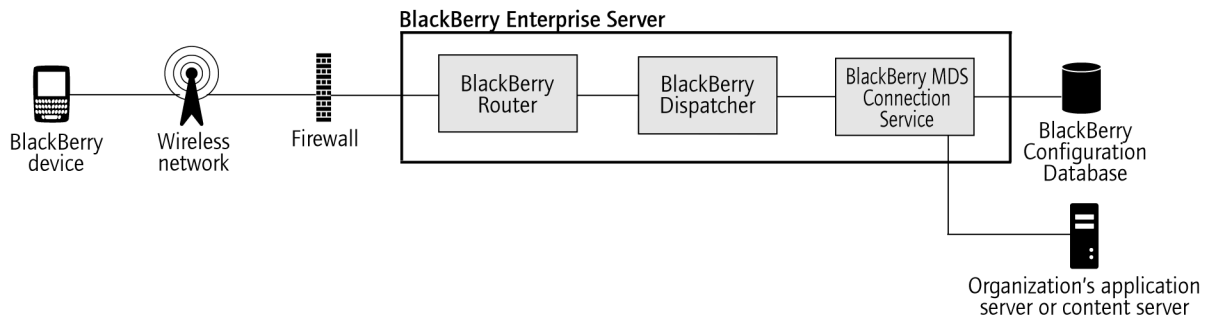 BlackBerry Enterprise Server
BlackBerry
device
Wireless
network
Firewall
BlackBerry
Router
BlackBerry
Dispatcher
BlackBerry MDS
Connection
Service
BlackBerry
Configuration
Database
Organization's application
server or content server